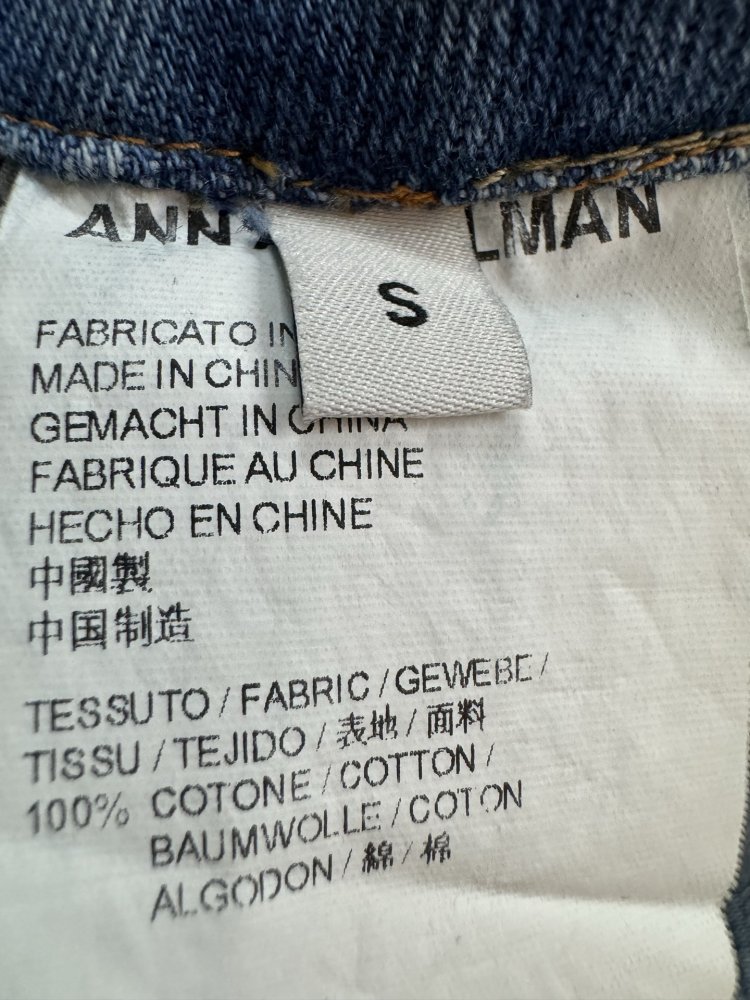 ANN LMAN
S
FABRICATO IN
MADE IN CHIN
GEMACHT IN CHINA
FABRIQUE AU CHINE
HECHO EN CHINE
中國製
中国制造
TESSUTO / FABRIC / GEWEBE /
TISSU / TEJIDO / 表地 / 面料
100% COTONE / COTTON /
BAUMWOLLE / COTON
ALGODON / 綿 / 棉